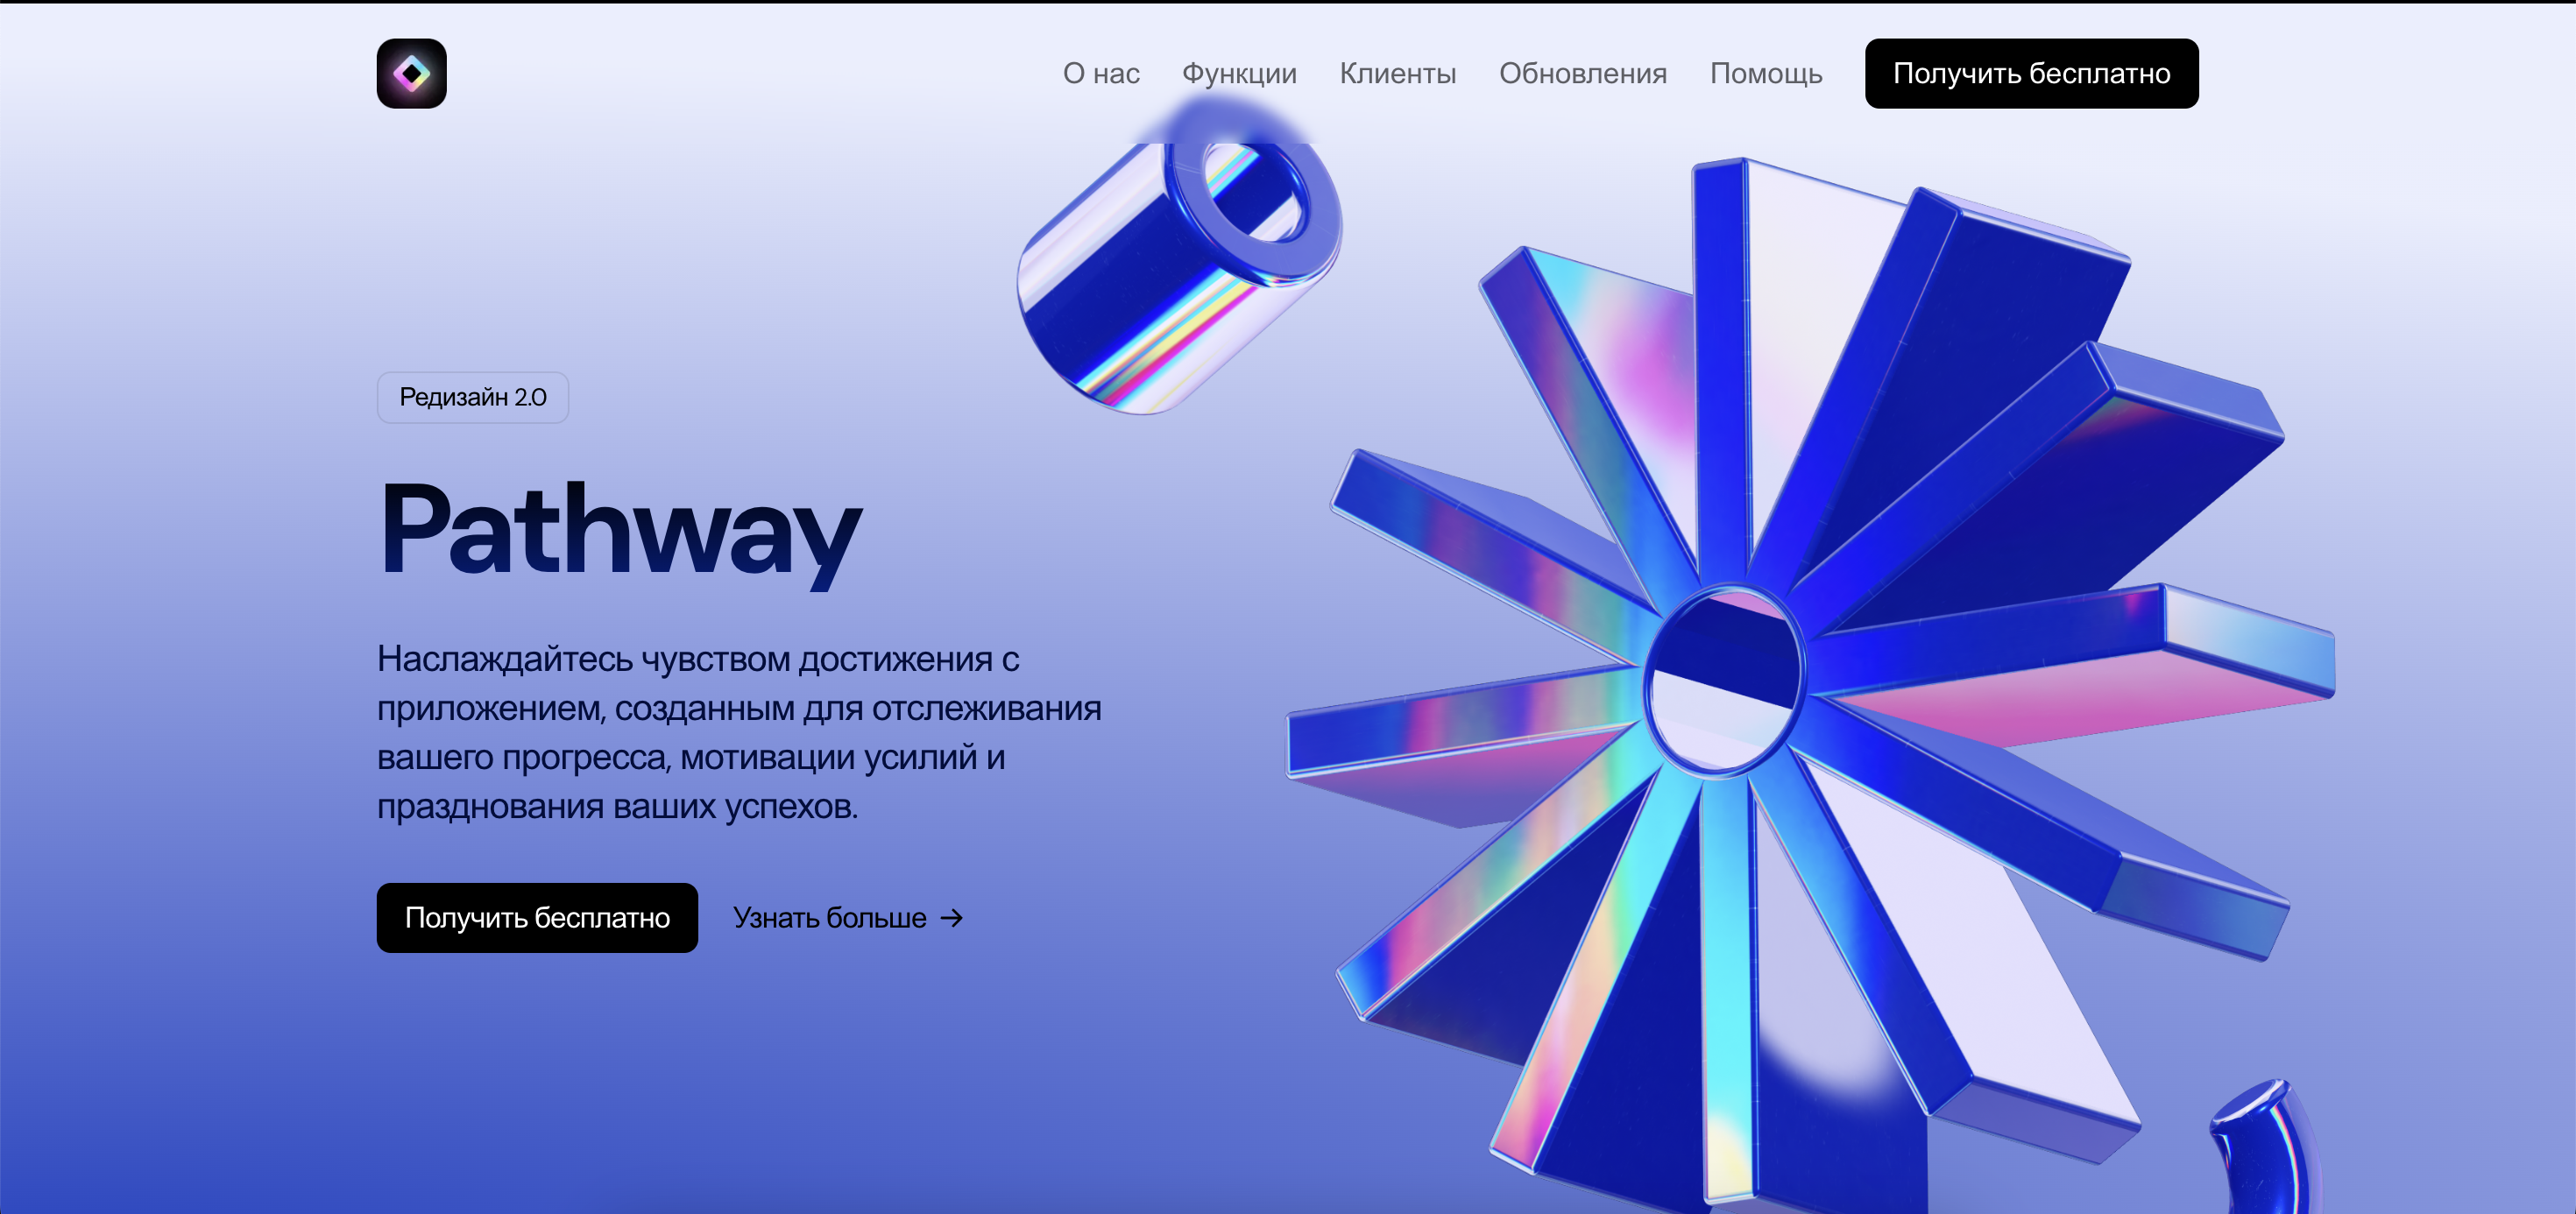 О нас Функции Клиенты Обновления Помощь Получить бесплатно
Редизайн 2.0
Pathway
Наслаждайтесь чувством достижения с
приложением, созданным для отслеживания
вашего прогресса, мотивации усилий и
празднования ваших успехов.
Получить бесплатно Узнать больше →